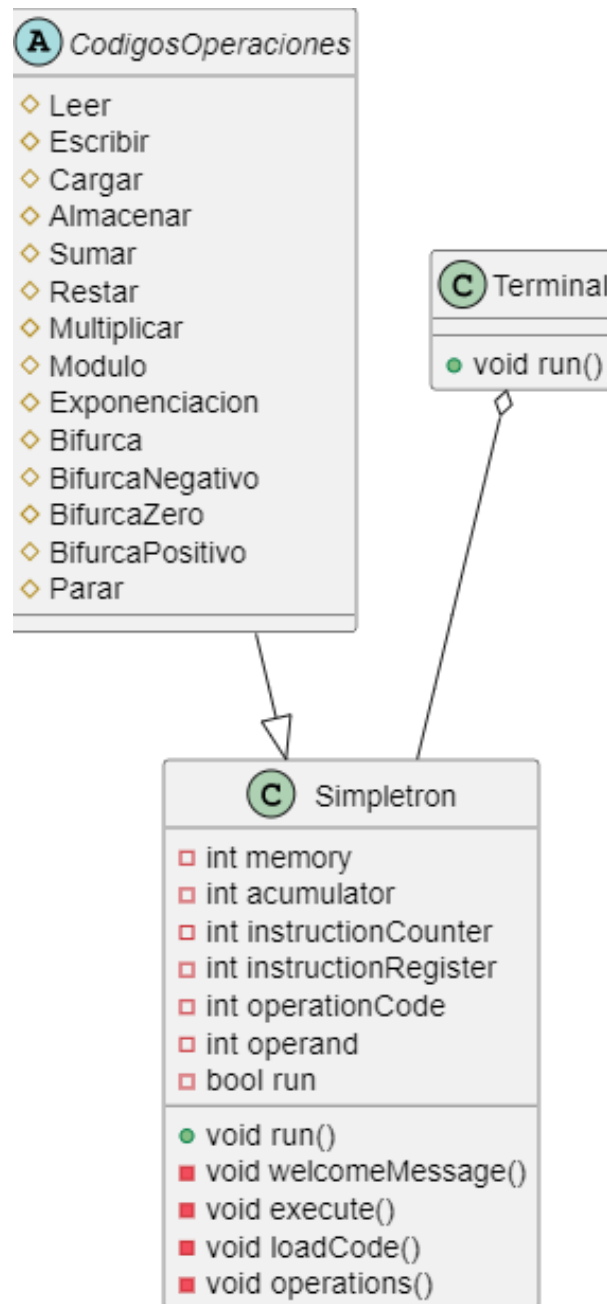 A CodigosOperaciones
Leer
Escribir
Cargar
Almacenar
Sumar
Restar
Multiplicar
Modulo
Exponenciacion
Bifurca
BifurcaNegativo
BifurcaZero
BifurcaPositivo
Parar
C Terminal
void run()
C Simpletron
int memory
int acumulator
int instructionCounter
int instructionRegister
int operationCode
int operand
bool run
void run()
void welcomeMessage()
void execute()
void loadCode()
void operations()